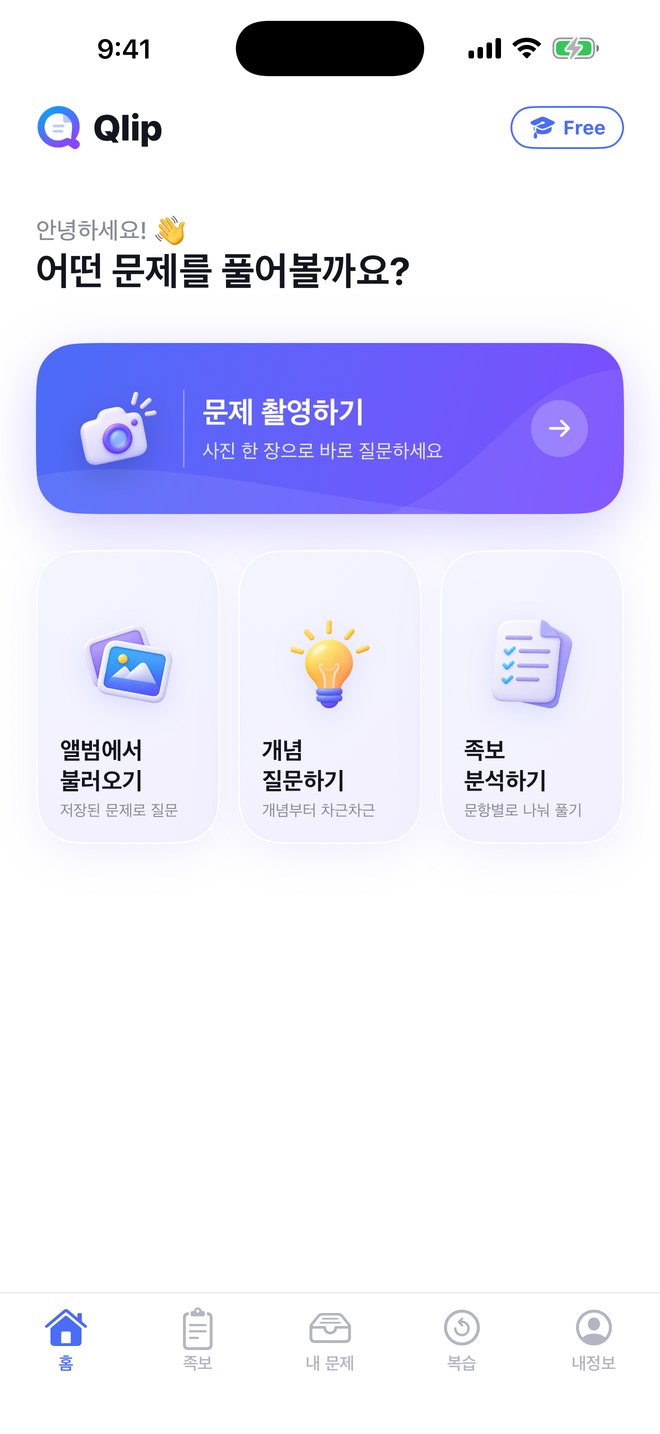 9:41
Qlip
Free
안녕하세요! 👋
어떤 문제를 풀어볼까요?
문제 촬영하기
사진 한 장으로 바로 질문하세요
앨범에서
불러오기
저장된 문제로 질문
개념
질문하기
개념부터 차근차근
족보
분석하기
문항별로 나눠 풀기
홈
족보
내 문제
복습
내정보